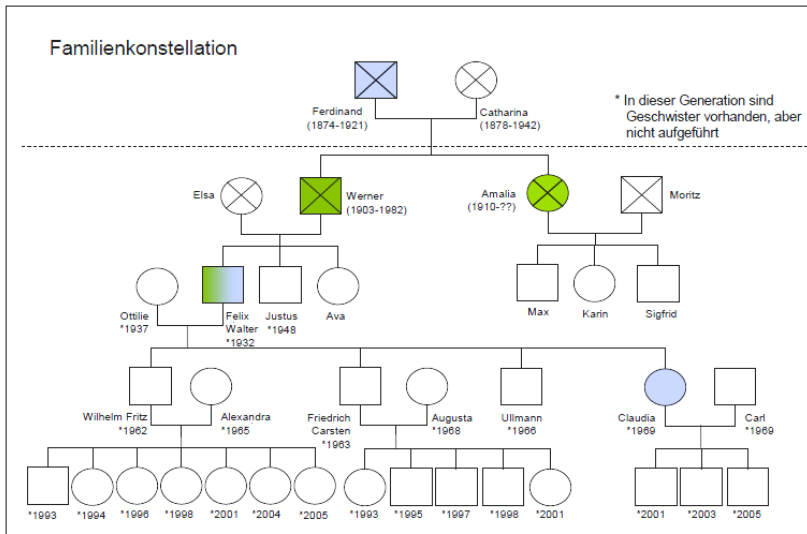 Familienkonstellation
* In dieser Generation sind
Geschwister vorhanden, aber
nicht aufgeführt
Ferdinand
(1874-1921)
Catharina
(1878-1942)
Elsa
Werner
(1903-1982)
Amalia
(1910-??)
Moritz
Ottilie
*1937
Felix
Walter
*1932
Justus
*1948
Ava
Max
Karin
Sigfrid
Wilhelm Fritz
*1962
Alexandra
*1965
Friedrich
Carsten
*1963
Augusta
*1968
Ullmann
*1966
Claudia
*1969
Carl
*1969
*1993
*1994
*1996
*1998
*2001
*2004
*2005
*1993
*1995
*1997
*1998
*2001
*2001
*2003
*2005